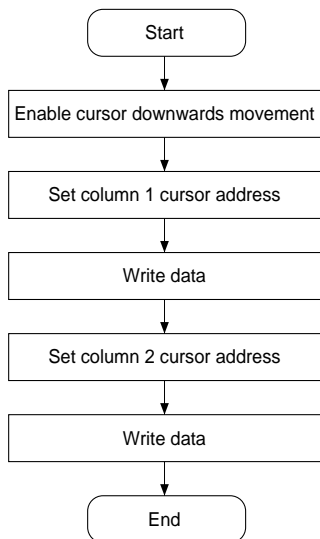 Start
Enable cursor downwards movement
Set column 1 cursor address
Write data
Set column 2 cursor address
Write data
End